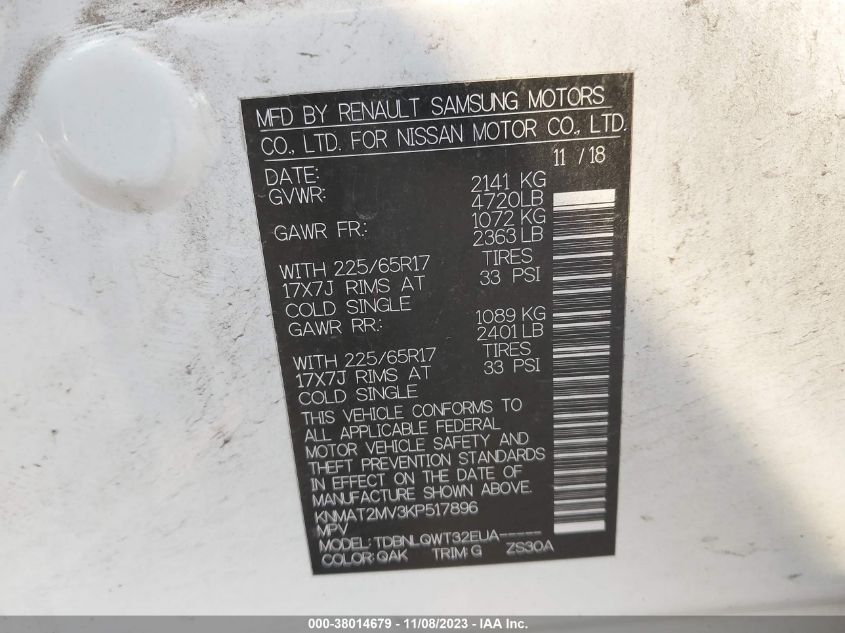 MFD BY RENAULT SAMSUNG MOTORS
CO., LTD. FOR NISSAN MOTOR CO., LTD.
DATE: 11 / 18
GVWR: 2141 KG
4720LB
GAWR FR.: 1072 KG
2363 LB
WITH 225/65R17 TIRES
17X7J RIMS AT 33 PSI
COLD SINGLE
GAWR RR.: 1089 KG
2401 LB
WITH 225/65R17 TIRES
17X7J RIMS AT 33 PSI
COLD SINGLE
THIS VEHICLE CONFORMS TO
ALL APPLICABLE FEDERAL
MOTOR VEHICLE SAFETY AND
THEFT PREVENTION STANDARDS
IN EFFECT ON THE DATE OF
MANUFACTURE SHOWN ABOVE.
KNMAT2MV3KP517896
MPV
MODEL: TDBNLQWT32EUA-----
COLOR: QAK TRIM: G ZS30A
000-38014679 - 11/08/2023 - IAAI.com